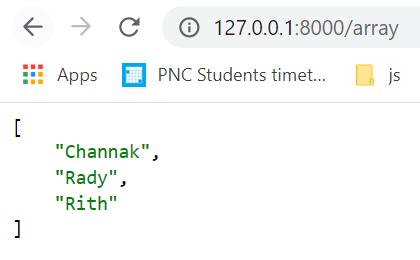 127.0.0.1:8000/array
Apps PNC Students timet... js
[
"Channak",
"Rady",
"Rith"
]